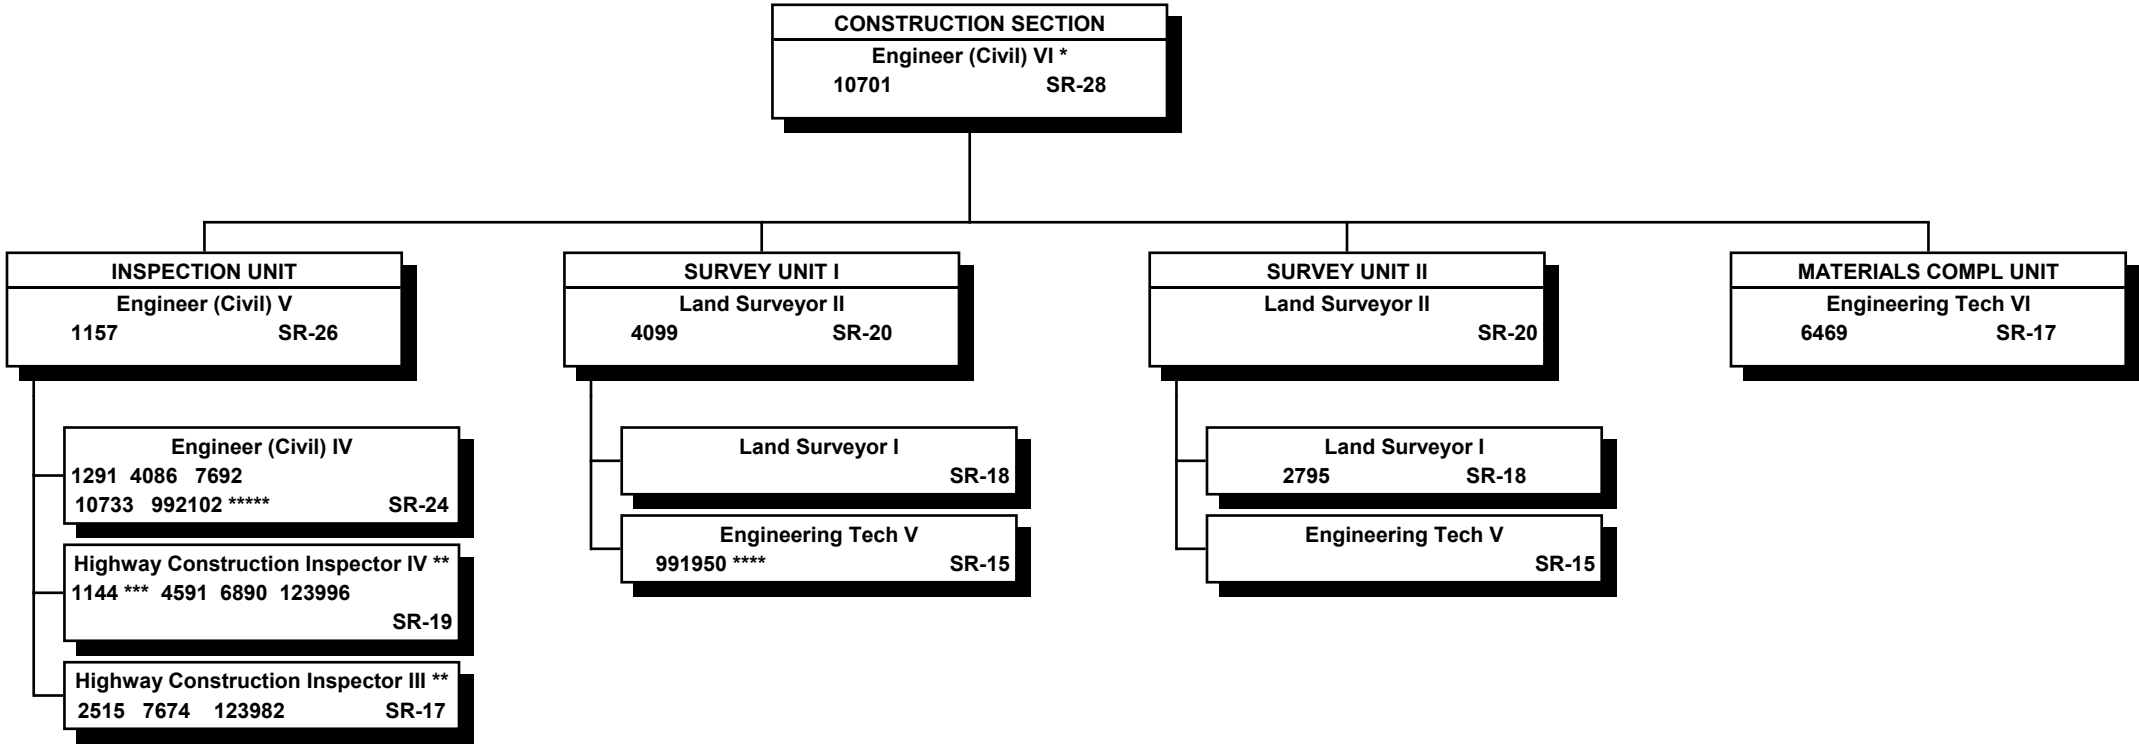 CONSTRUCTION SECTION
Engineer (Civil) VI *
10701 SR-28
INSPECTION UNIT
Engineer (Civil) V
1157 SR-26
Engineer (Civil) IV
1291 4086 7692
10733 992102 ***** SR-24
Highway Construction Inspector IV **
1144 *** 4591 6890 123996
SR-19
Highway Construction Inspector III **
2515 7674 123982 SR-17
SURVEY UNIT I
Land Surveyor II
4099 SR-20
Land Surveyor I
SR-18
Engineering Tech V
991950 **** SR-15
SURVEY UNIT II
Land Surveyor II
SR-20
Land Surveyor I
2795 SR-18
Engineering Tech V
SR-15
MATERIALS COMPL UNIT
Engineering Tech VI
6469 SR-17